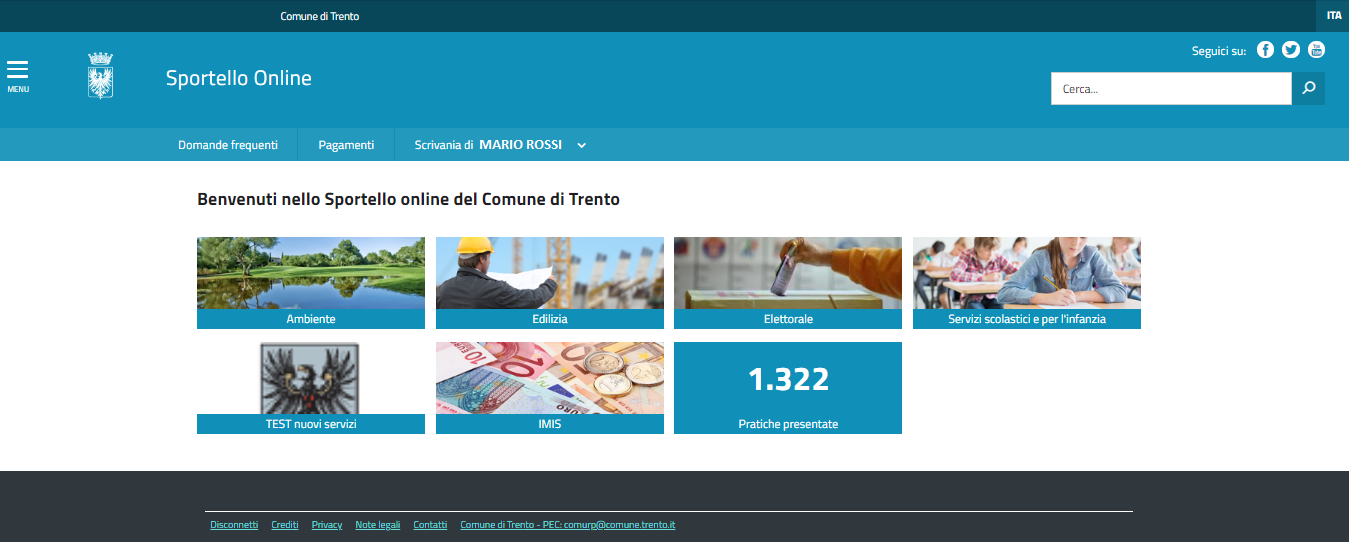 Comune di Trento
ITA
MENU
Sportello Online
Seguici su:
Cerca...
Domande frequenti
Pagamenti
Scrivania di MARIO ROSSI
Benvenuti nello Sportello online del Comune di Trento
Ambiente
Edilizia
Elettorale
Servizi scolastici e per l'infanzia
TEST nuovi servizi
IMIS
1.322
Pratiche presentate
Disconnetti Crediti Privacy Note legali Contatti Comune di Trento - PEC: comurp@comune.trento.it